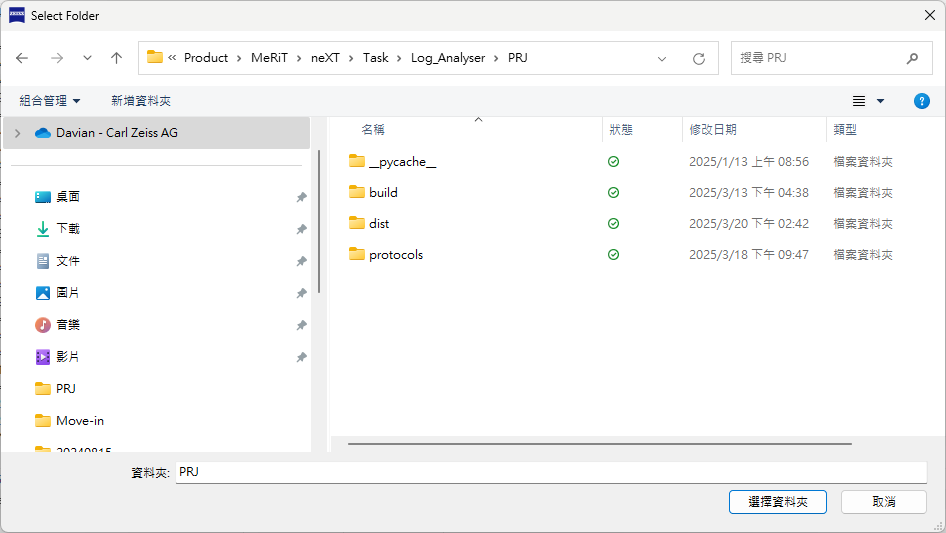 ZEISS Select Folder
« Product > MeRiT > neXT > Task > Log_Analyser > PRJ
搜尋 PRJ
組合管理 新增資料夾
Davian - Carl Zeiss AG
桌面
下載
文件
圖片
音樂
影片
PRJ
Move-in
20240815
名稱 狀態 修改日期 類型
__pycache__ 2025/1/13 上午 08:56 檔案資料夾
build 2025/3/13 下午 04:38 檔案資料夾
dist 2025/3/20 下午 02:42 檔案資料夾
protocols 2025/3/18 下午 09:47 檔案資料夾
資料夾: PRJ
選擇資料夾 取消